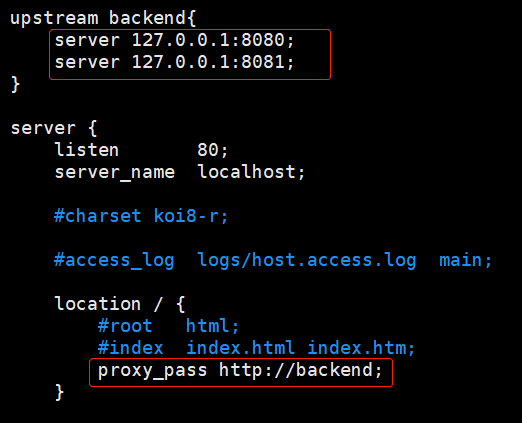 upstream backend{
    server 127.0.0.1:8080;
    server 127.0.0.1:8081;
}

server {
    listen       80;
    server_name  localhost;

    #charset koi8-r;

    #access_log  logs/host.access.log  main;

    location / {
        #root   html;
        #index  index.html index.htm;
        proxy_pass http://backend;
    }